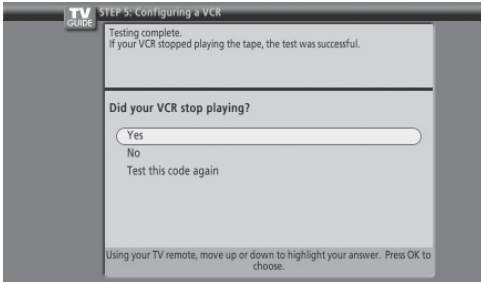 TV
GUIDE
STEP 5: Configuring a VCR
Testing complete.
If your VCR stopped playing the tape, the test was successful.
Did your VCR stop playing?
Yes
No
Test this code again
Using your TV remote, move up or down to highlight your answer. Press OK to
choose.